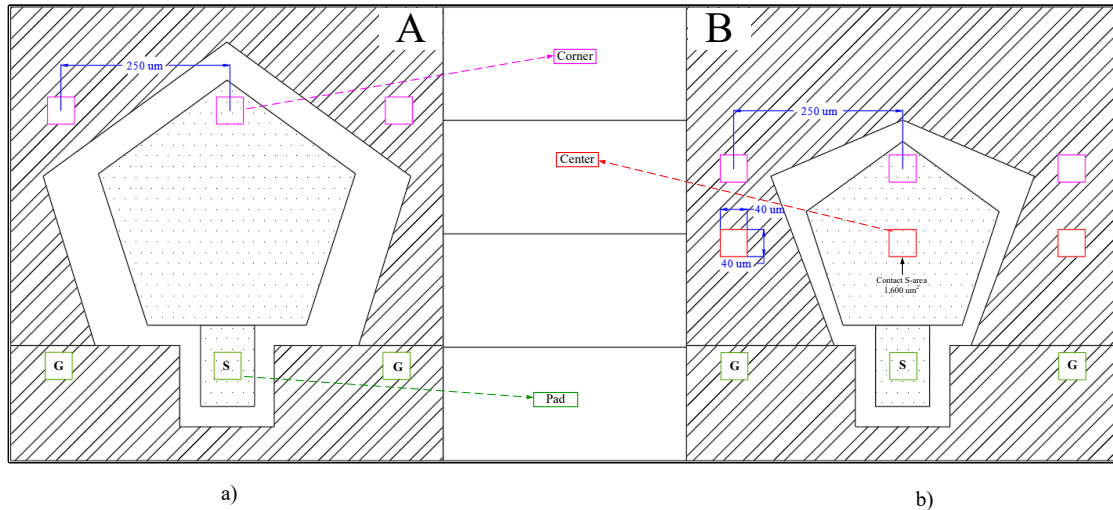 A
B
Corner
250 um
250 um
Center
40 um
40 um
Contact S-area
1,600 um²
G
S
G
G
S
G
Pad
a)
b)